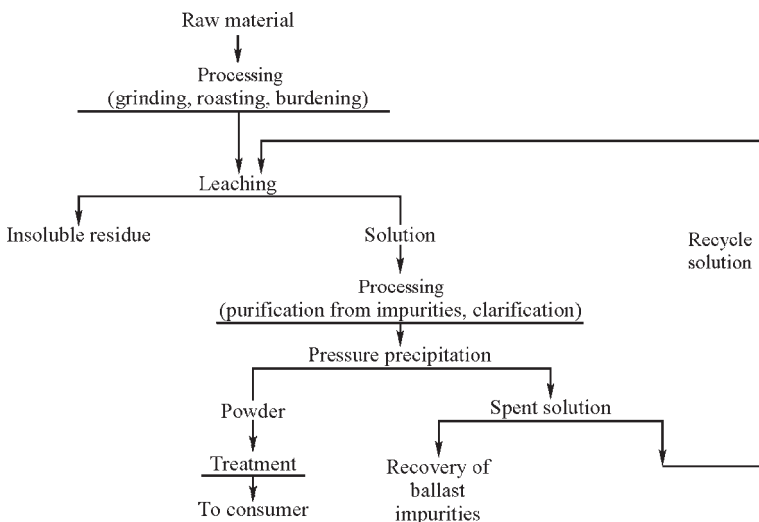 Raw material
Processing
(grinding, roasting, burdening)
Leaching
Insoluble residue
Solution
Recycle
solution
Processing
(purification from impurities, clarification)
Pressure precipitation
Powder
Spent solution
Treatment
Recovery of
ballast
impurities
To consumer